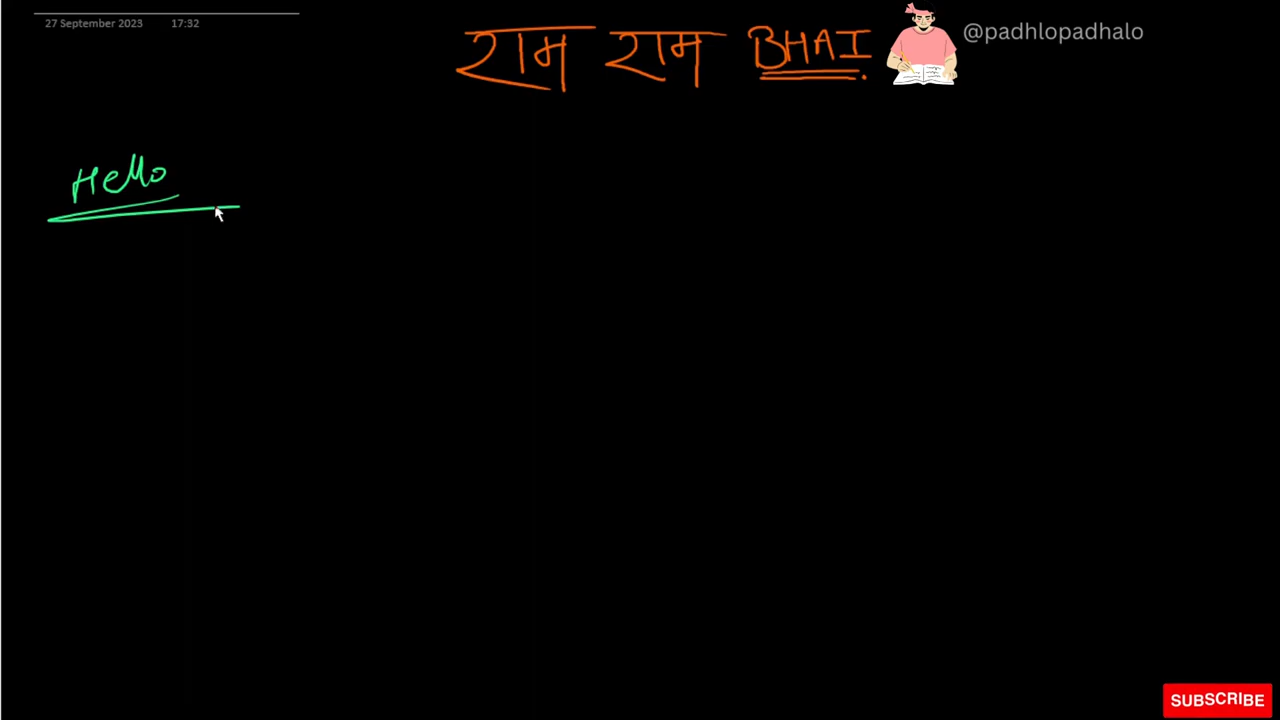 27 September 2023 17:32
राम राम BHAI.
@padhlopadhalo
Hello
SUBSCRIBE